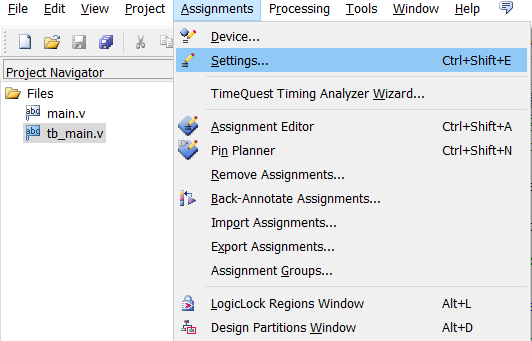 File Edit View Project Assignments Processing Tools Window Help
Device...
Project Navigator Settings... Ctrl+Shift+E
Files TimeQuest Timing Analyzer Wizard...
abc main.v Assignment Editor Ctrl+Shift+A
abc tb_main.v Pin Planner Ctrl+Shift+N
Remove Assignments...
Back-Annotate Assignments...
Import Assignments...
Export Assignments...
Assignment Groups...
LogicLock Regions Window Alt+L
Design Partitions Window Alt+D